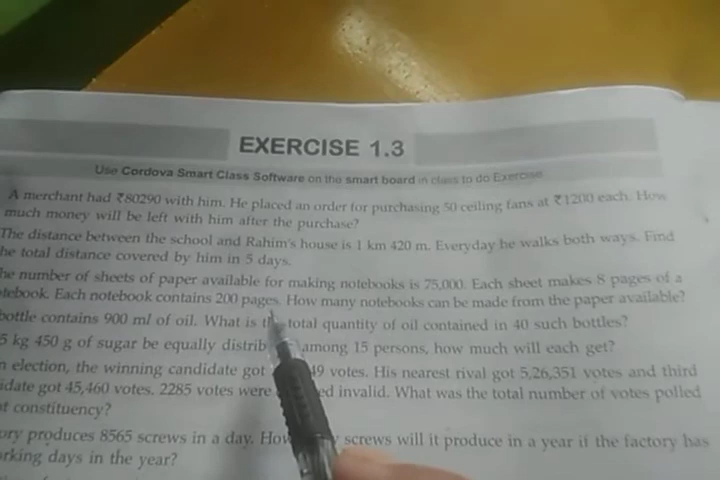 EXERCISE 1.3
Use Cordova Smart Class Software on the smart board in class to do Exercise
A merchant had ₹80290 with him. He placed an order for purchasing 50 ceiling fans at ₹1200 each. How
much money will be left with him after the purchase?
The distance between the school and Rahim's house is 1 km 420 m. Everyday he walks both ways. Find
he total distance covered by him in 5 days.
he number of sheets of paper available for making notebooks is 75,000. Each sheet makes 8 pages of a
tebook. Each notebook contains 200 pages. How many notebooks can be made from the paper available?
bottle contains 900 ml of oil. What is total quantity of oil contained in 40 such bottles?
5 kg 450 g of sugar be equally distrib among 15 persons, how much will each get?
n election, the winning candidate got 49 votes. His nearest rival got 5,26,351 votes and third
idate got 45,460 votes. 2285 votes were ed invalid. What was the total number of votes polled
at constituency?
ory produces 8565 screws in a day. How screws will it produce in a year if the factory has
rking days in the year?